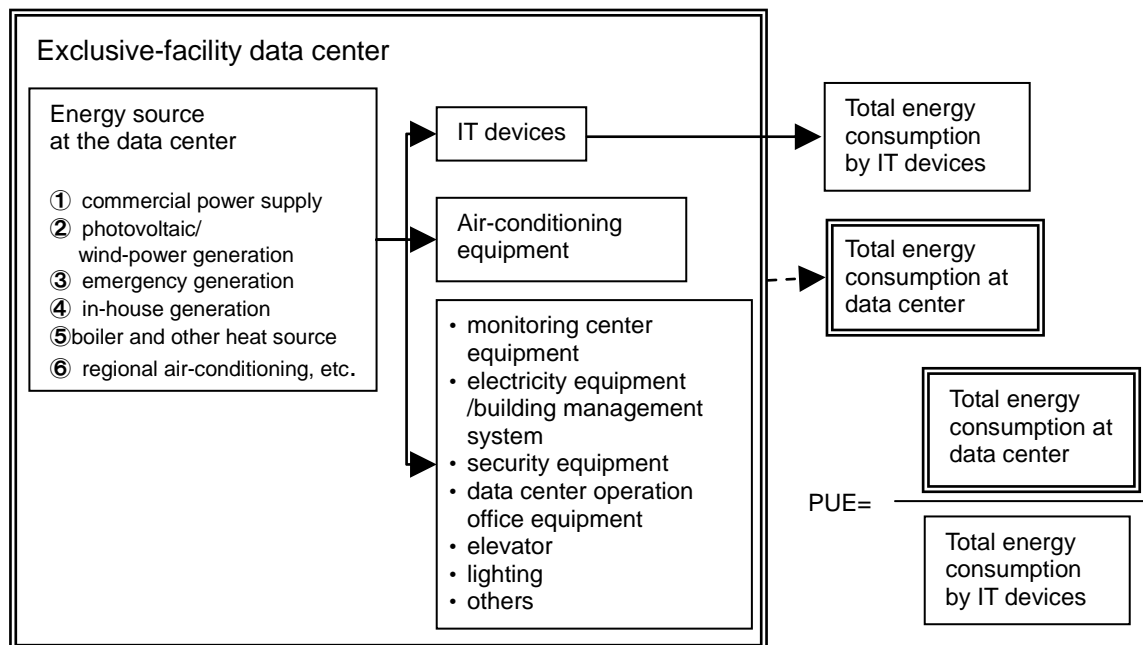 Exclusive-facility data center
Energy source
at the data center
① commercial power supply
② photovoltaic/
wind-power generation
③ emergency generation
④ in-house generation
⑤boiler and other heat source
⑥ regional air-conditioning, etc.
IT devices
Air-conditioning
equipment
・monitoring center
equipment
・electricity equipment
/building management
system
・security equipment
・data center operation
office equipment
・elevator
・lighting
・others
Total energy
consumption
by IT devices
Total energy
consumption at
data center
PUE=
Total energy
consumption at
data center
Total energy
consumption
by IT devices